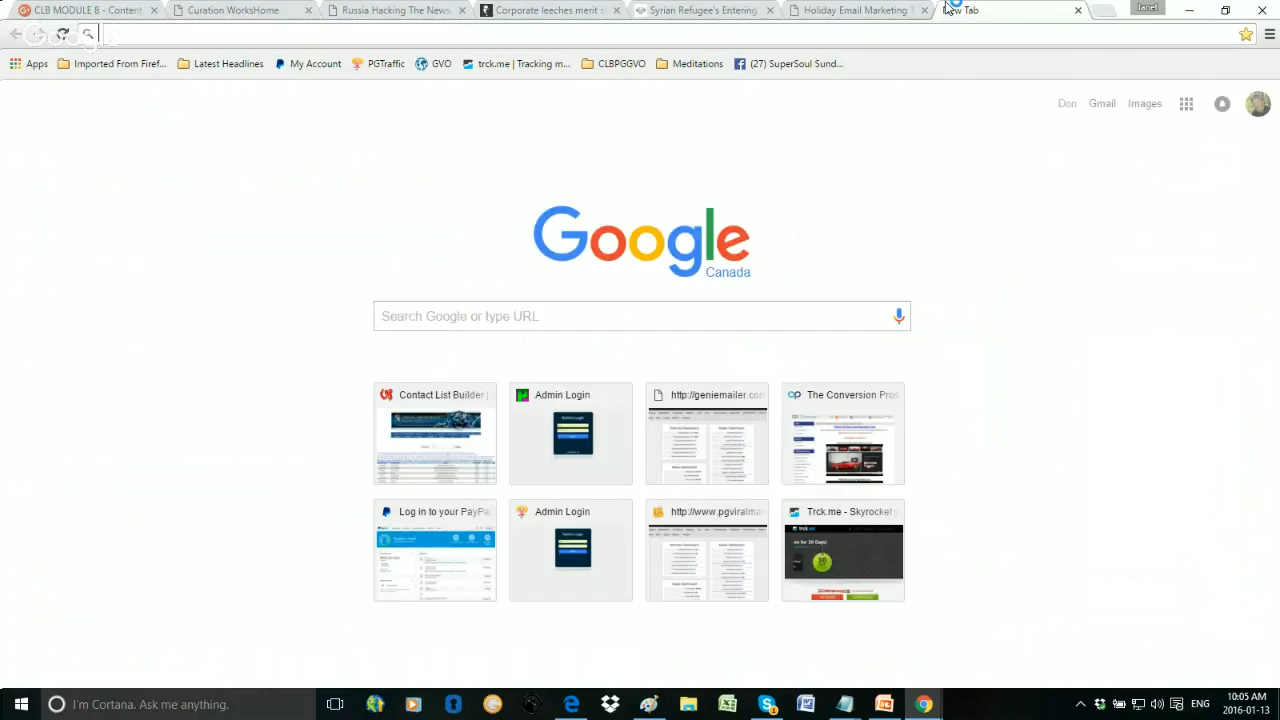 CLB MODULE 8 - Content
Curation WorksHome
Russia Hacking The News
Corporate leeches merit s
Syrian Refugees Entering
Holiday Email Marketing T
New Tab
Apps
Imported From Firef...
Latest Headlines
My Account
PGTraffic
GVO
trck.me | Tracking m...
CLBPGGVO
Meditations
(27) SuperSoul Sund...
Don
Gmail
Images
Google
Canada
Search Google or type URL
Contact List Builder |
Admin Login
http://geniemailer.com
The Conversion Pros
Log in to your PayPa
Admin Login
http://www.pgviralma
Trck.me - Skyrocket y
I'm Cortana. Ask me anything.
ENG
10:05 AM
2016-01-13